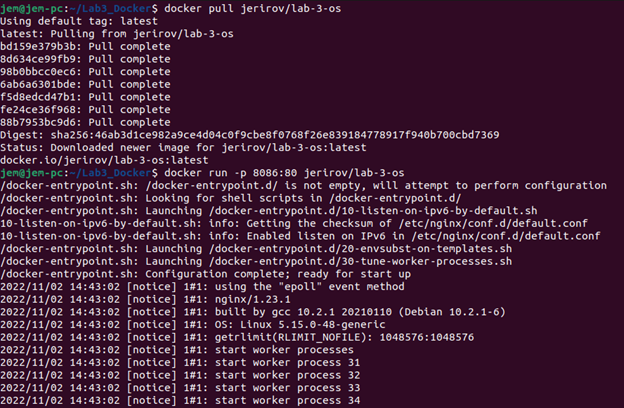 jem@jem-pc:~/Lab3_Docker$ docker pull jerirov/lab-3-os
Using default tag: latest
latest: Pulling from jerirov/lab-3-os
bd159e379b3b: Pull complete
8d634ce99fb9: Pull complete
98b0bbcc0ec6: Pull complete
6ab6a6301bde: Pull complete
f5d8edcd47b1: Pull complete
fe24ce36f968: Pull complete
88b7953bc9d6: Pull complete
Digest: sha256:46ab3d1ce982a9ce4d04c0f9cbe8f0768f26e839184778917f940b700cbd7369
Status: Downloaded newer image for jerirov/lab-3-os:latest
docker.io/jerirov/lab-3-os:latest
jem@jem-pc:~/Lab3_Docker$ docker run -p 8086:80 jerirov/lab-3-os
/docker-entrypoint.sh: /docker-entrypoint.d/ is not empty, will attempt to perform configuration
/docker-entrypoint.sh: Looking for shell scripts in /docker-entrypoint.d/
/docker-entrypoint.sh: Launching /docker-entrypoint.d/10-listen-on-ipv6-by-default.sh
10-listen-on-ipv6-by-default.sh: info: Getting the checksum of /etc/nginx/conf.d/default.conf
10-listen-on-ipv6-by-default.sh: info: Enabled listen on IPv6 in /etc/nginx/conf.d/default.conf
/docker-entrypoint.sh: Launching /docker-entrypoint.d/20-envsubst-on-templates.sh
/docker-entrypoint.sh: Launching /docker-entrypoint.d/30-tune-worker-processes.sh
/docker-entrypoint.sh: Configuration complete; ready for start up
2022/11/02 14:43:02 [notice] 1#1: using the "epoll" event method
2022/11/02 14:43:02 [notice] 1#1: nginx/1.23.1
2022/11/02 14:43:02 [notice] 1#1: built by gcc 10.2.1 20210110 (Debian 10.2.1-6)
2022/11/02 14:43:02 [notice] 1#1: OS: Linux 5.15.0-48-generic
2022/11/02 14:43:02 [notice] 1#1: getrlimit(RLIMIT_NOFILE): 1048576:1048576
2022/11/02 14:43:02 [notice] 1#1: start worker processes
2022/11/02 14:43:02 [notice] 1#1: start worker process 31
2022/11/02 14:43:02 [notice] 1#1: start worker process 32
2022/11/02 14:43:02 [notice] 1#1: start worker process 33
2022/11/02 14:43:02 [notice] 1#1: start worker process 34